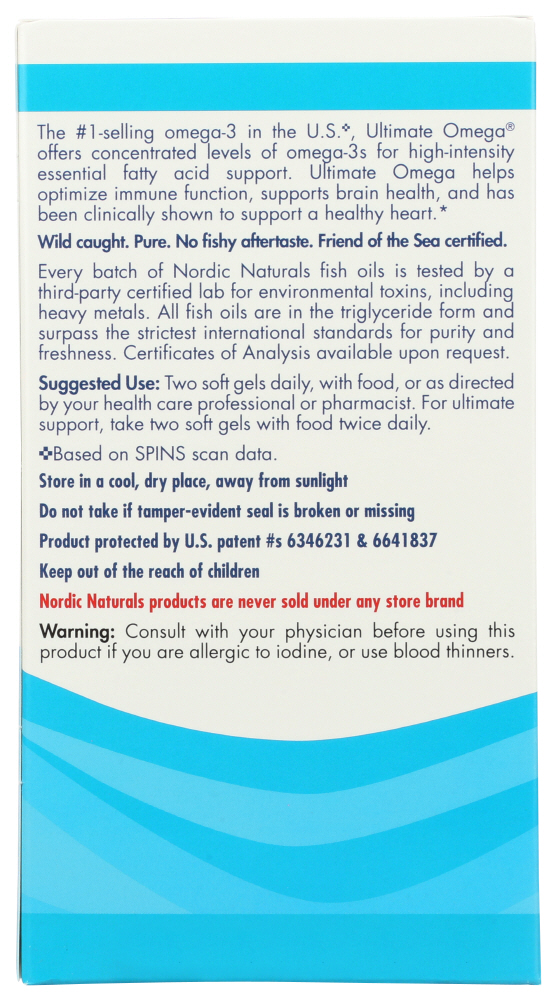 The #1-selling omega-3 in the U.S.✤, Ultimate Omega®
offers concentrated levels of omega-3s for high-intensity
essential fatty acid support. Ultimate Omega helps
optimize immune function, supports brain health, and has
been clinically shown to support a healthy heart.*
Wild caught. Pure. No fishy aftertaste. Friend of the Sea certified.
Every batch of Nordic Naturals fish oils is tested by a
third-party certified lab for environmental toxins, including
heavy metals. All fish oils are in the triglyceride form and
surpass the strictest international standards for purity and
freshness. Certificates of Analysis available upon request.
Suggested Use: Two soft gels daily, with food, or as directed
by your health care professional or pharmacist. For ultimate
support, take two soft gels with food twice daily.
✤Based on SPINS scan data.
Store in a cool, dry place, away from sunlight
Do not take if tamper-evident seal is broken or missing
Product protected by U.S. patent #s 6346231 & 6641837
Keep out of the reach of children
Nordic Naturals products are never sold under any store brand
Warning: Consult with your physician before using this
product if you are allergic to iodine, or use blood thinners.